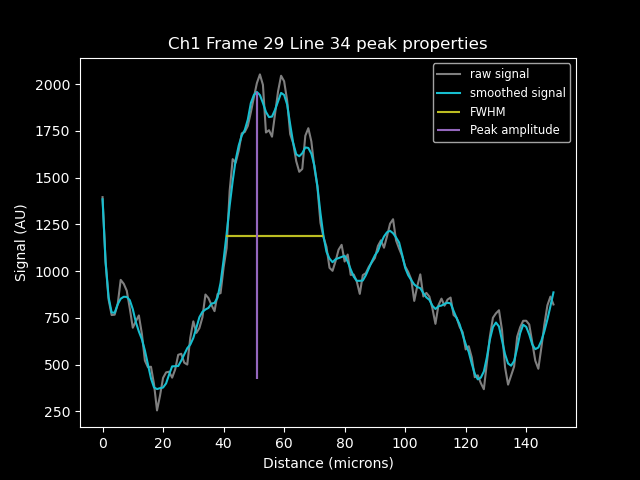 Ch1 Frame 29 Line 34 peak properties
raw signal
smoothed signal
FWHM
Peak amplitude
Signal (AU)
2000
1750
1500
1250
1000
750
500
250
0 20 40 60 80 100 120 140
Distance (microns)